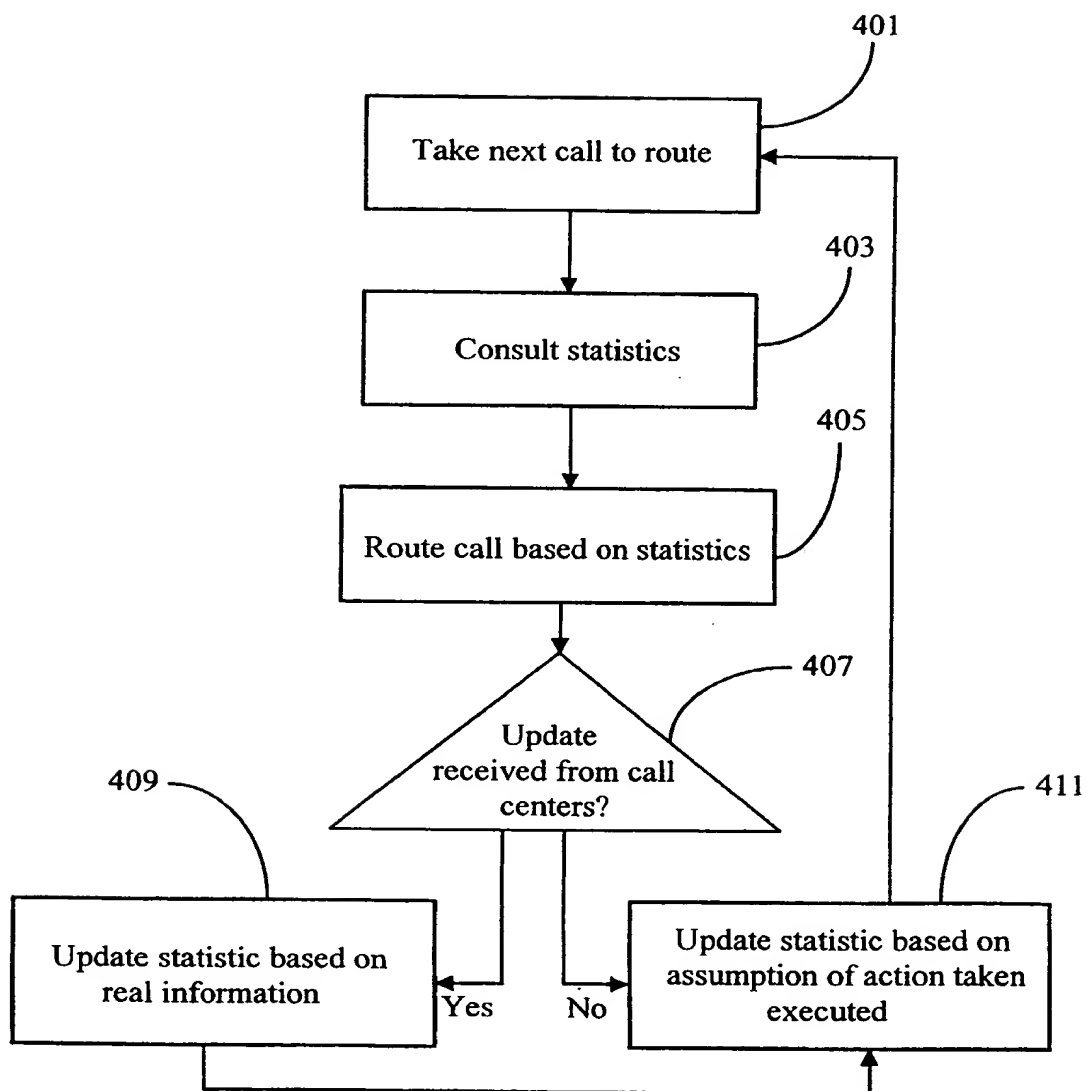 401
Take next call to route
403
Consult statistics
405
Route call based on statistics
407
Update
received from call
centers?
409
411
Update statistic based on
real information
Update statistic based on
assumption of action taken
executed
Yes
No